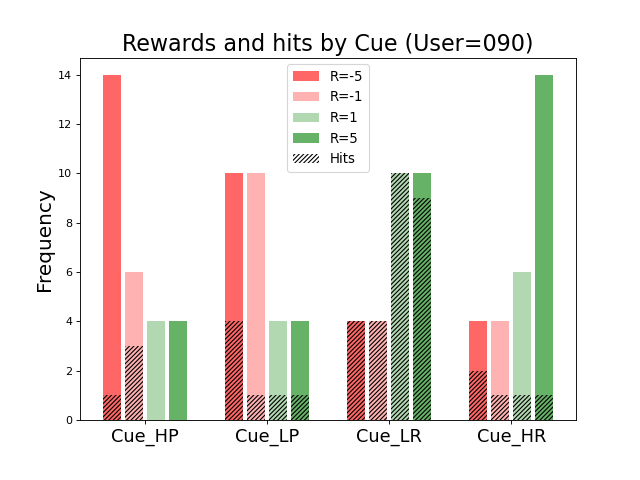 Rewards and hits by Cue (User=090)
R=-5
R=-1
R=1
R=5
Hits
Frequency
14
12
10
8
6
4
2
0
Cue_HP Cue_LP Cue_LR Cue_HR